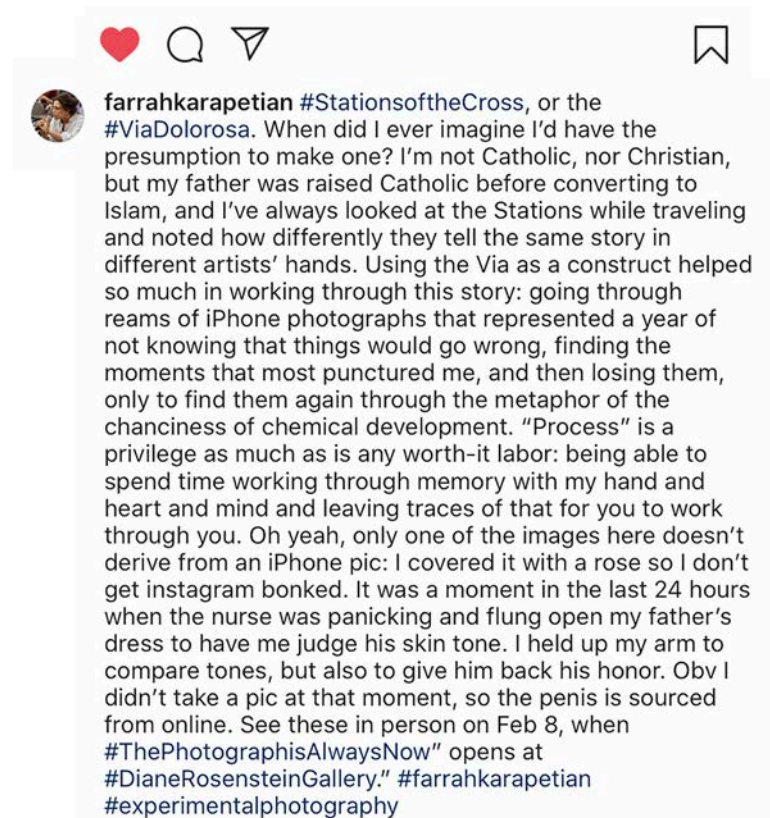 farrahkarapetian #StationsoftheCross, or the
#ViaDolorosa. When did I ever imagine I’d have the
presumption to make one? I’m not Catholic, nor Christian,
but my father was raised Catholic before converting to
Islam, and I’ve always looked at the Stations while traveling
and noted how differently they tell the same story in
different artists’ hands. Using the Via as a construct helped
so much in working through this story: going through
reams of iPhone photographs that represented a year of
not knowing that things would go wrong, finding the
moments that most punctured me, and then losing them,
only to find them again through the metaphor of the
chanciness of chemical development. “Process” is a
privilege as much as is any worth-it labor: being able to
spend time working through memory with my hand and
heart and mind and leaving traces of that for you to work
through you. Oh yeah, only one of the images here doesn’t
derive from an iPhone pic: I covered it with a rose so I don’t
get instagram bonked. It was a moment in the last 24 hours
when the nurse was panicking and flung open my father’s
dress to have me judge his skin tone. I held up my arm to
compare tones, but also to give him back his honor. Obv I
didn’t take a pic at that moment, so the penis is sourced
from online. See these in person on Feb 8, when
#ThePhotographisAlwaysNow” opens at
#DianeRosensteinGallery.” #farrahkarapetian
#experimentalphotography